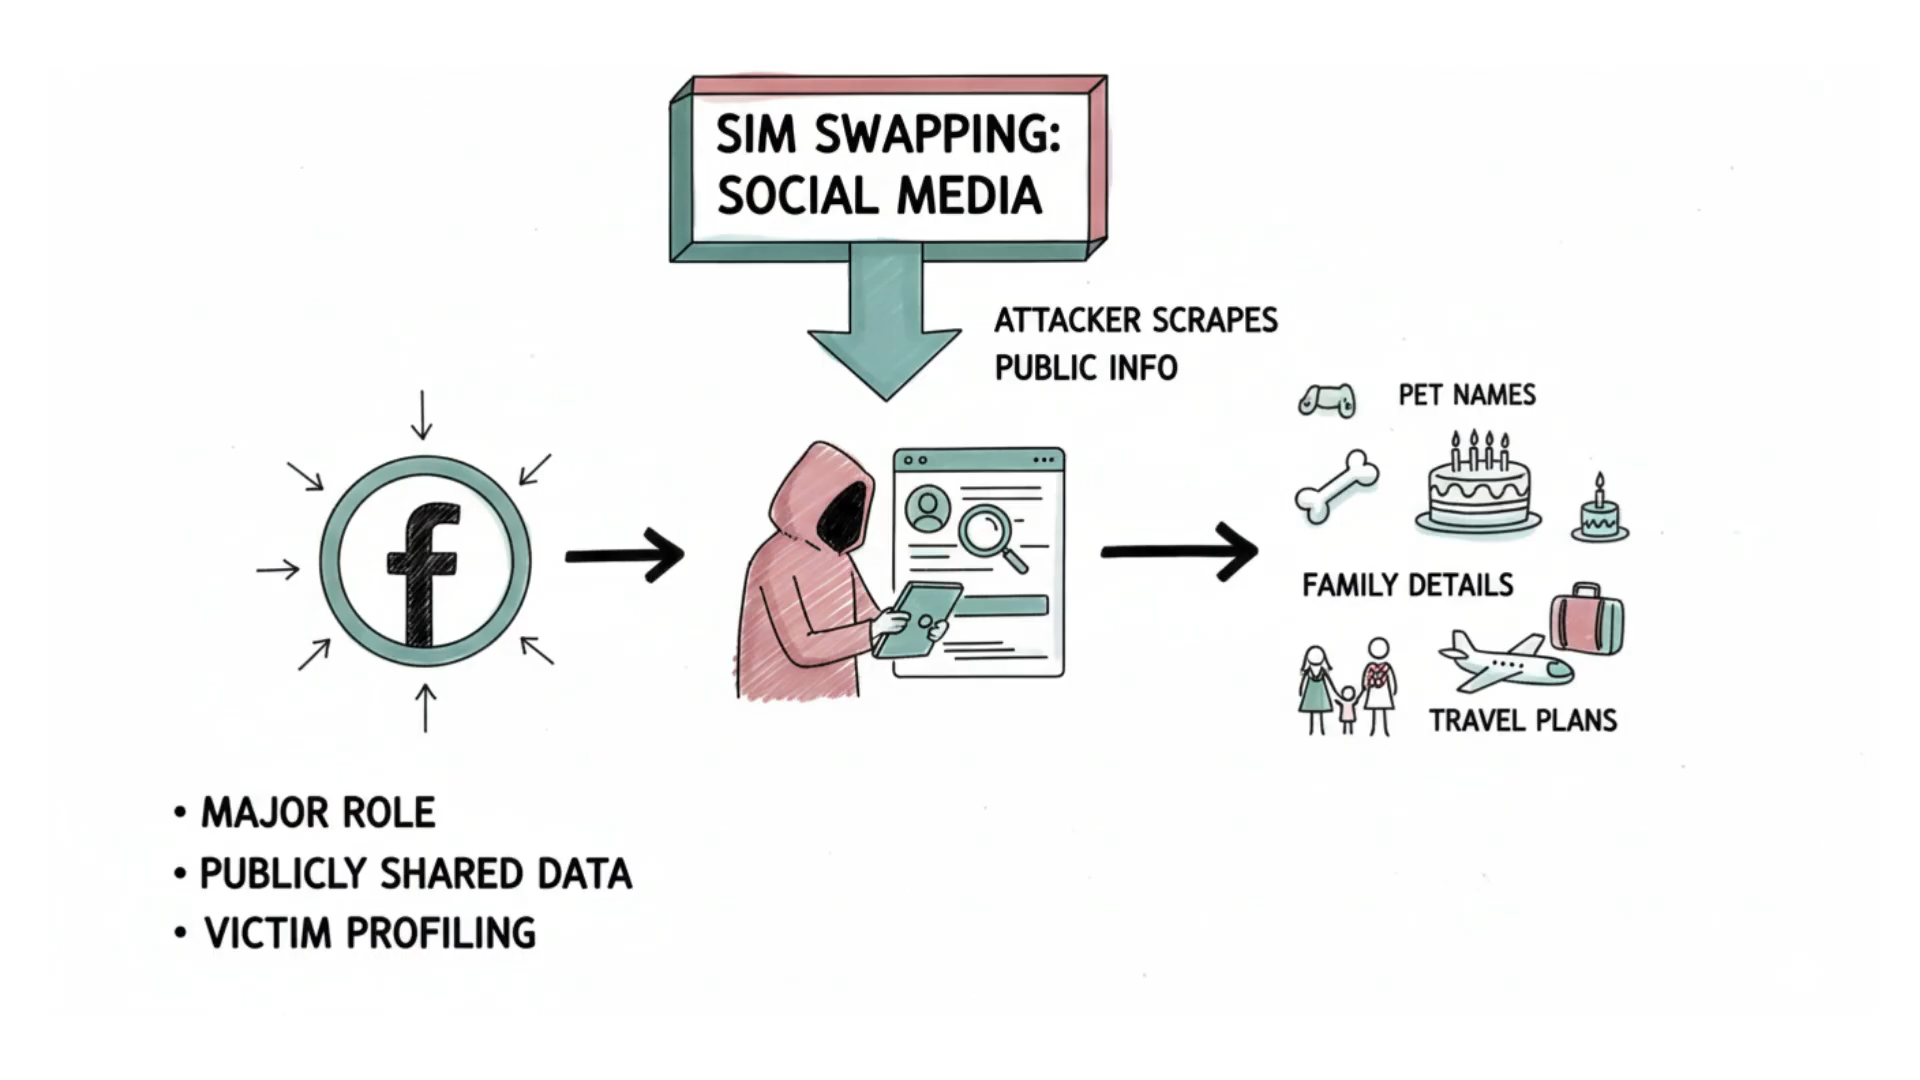 SIM SWAPPING:
SOCIAL MEDIA
ATTACKER SCRAPES
PUBLIC INFO
f
PET NAMES
FAMILY DETAILS
TRAVEL PLANS
• MAJOR ROLE
• PUBLICLY SHARED DATA
• VICTIM PROFILING